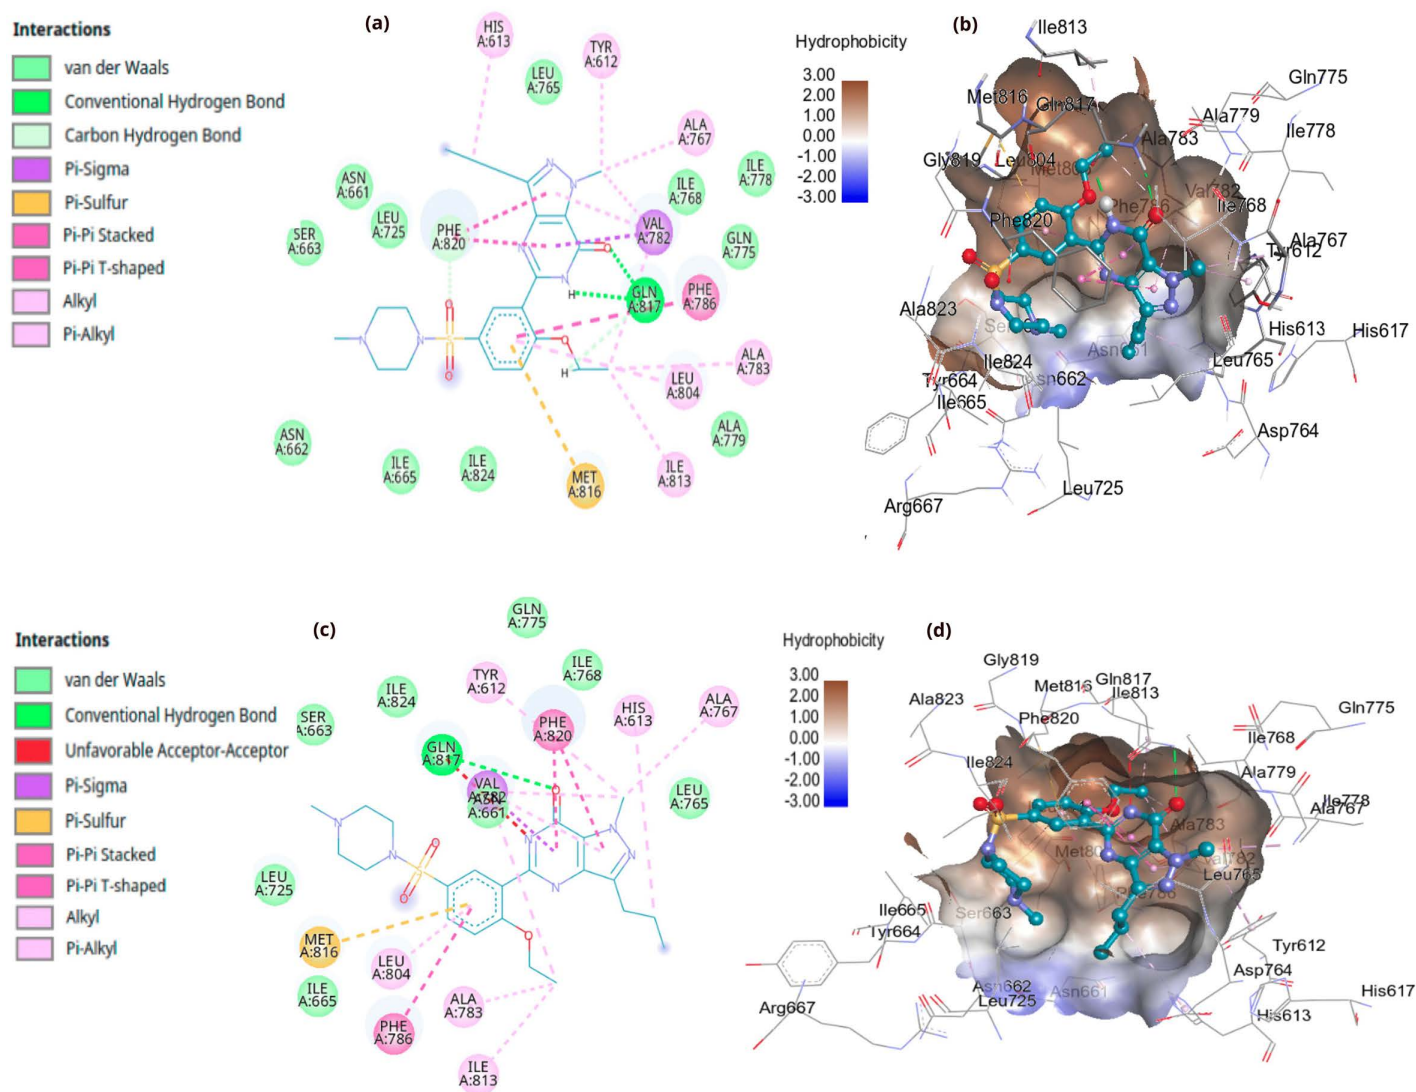 Interactions
van der Waals
Conventional Hydrogen Bond
Carbon Hydrogen Bond
Pi-Sigma
Pi-Sulfur
Pi-Pi Stacked
Pi-Pi T-shaped
Alkyl
Pi-Alkyl
(a)
HIS
A:613
TYR
A:612
LEU
A:765
ALA
A:767
ILE
A:778
ASN
A:661
ILE
A:768
LEU
A:725
SER
A:663
PHE
A:820
VAL
A:782
GLN
A:775
GLN
A:817
PHE
A:786
ALA
A:783
LEU
A:804
ALA
A:779
ASN
A:662
ILE
A:665
ILE
A:824
MET
A:816
ILE
A:813
N
N
N
N
O
N
H
N
N
S
O
O
O
H
Hydrophobicity
3.00
2.00
1.00
0.00
-1.00
-2.00
-3.00
(b)
Ile813
Gln775
Met816
Gln817
Ala779
Ile778
Ala783
Gly819
Leu804
Val782
Phe786
Ile768
Phe820
Ala767
Tyr612
Ala823
His613
His617
Asn661
Leu765
Ile824
Tyr664
Ile665
Asp764
Leu725
Arg667
Interactions
van der Waals
Conventional Hydrogen Bond
Unfavorable Acceptor-Acceptor
Pi-Sigma
Pi-Sulfur
Pi-Pi Stacked
Pi-Pi T-shaped
Alkyl
Pi-Alkyl
(c)
GLN
A:775
TYR
A:612
ILE
A:768
ILE
A:824
SER
A:663
PHE
A:820
HIS
A:613
ALA
A:767
GLN
A:817
VAL
A:782
ASN
A:661
LEU
A:765
LEU
A:725
MET
A:816
LEU
A:804
ILE
A:665
ALA
A:783
PHE
A:786
ILE
A:813
N
N
S
O
O
O
N
N
N
N
O
Hydrophobicity
3.00
2.00
1.00
0.00
-1.00
-2.00
-3.00
(d)
Gly819
Gln817
Met816
Ile813
Ala823
Gln775
Phe820
Ile768
Ile824
Ala779
Ile778
Ala767
Ala783
Val782
Leu765
Phe786
Ile665
Ser663
Tyr664
Tyr612
Asp764
Asn662
Asn661
Leu725
His617
Arg667
His613